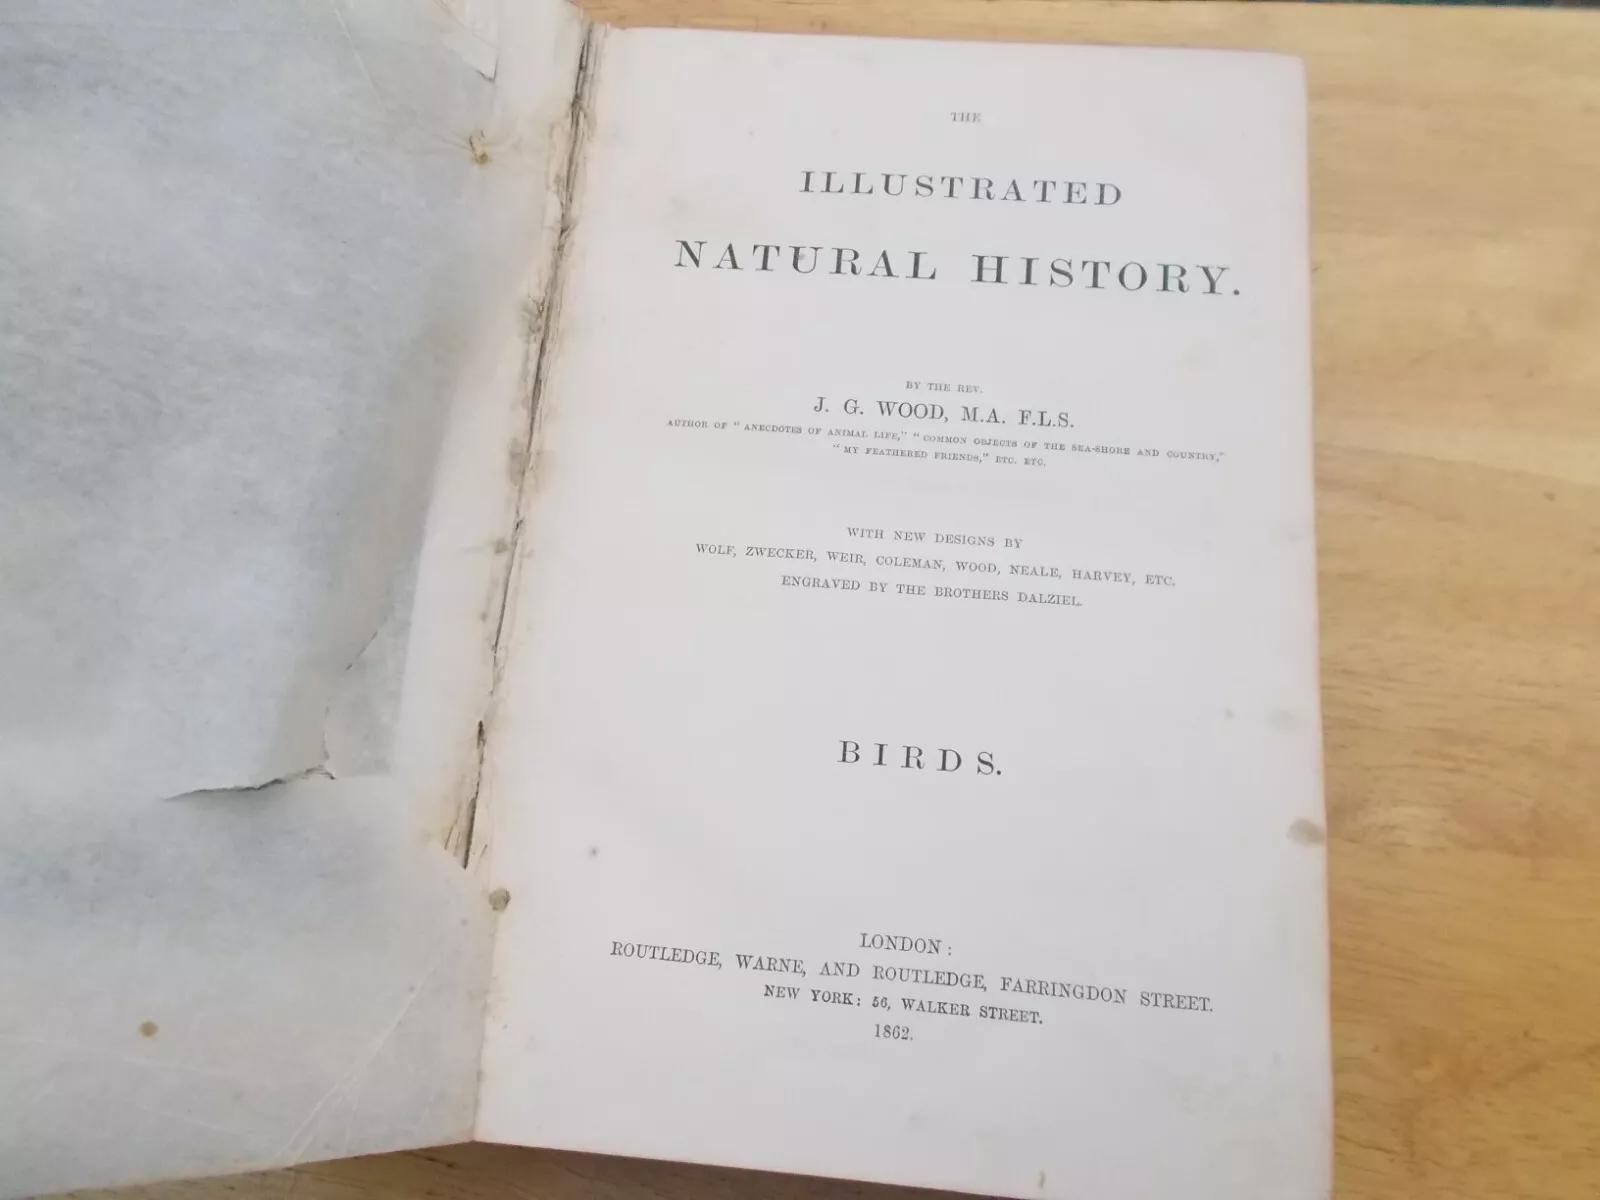 THE
ILLUSTRATED
NATURAL HISTORY.
BY THE REV.
J. G. WOOD, M.A. F.L.S.
AUTHOR OF "ANECDOTES OF ANIMAL LIFE," "COMMON OBJECTS OF THE SEA-SHORE AND COUNTRY,"
"MY FEATHERED FRIENDS," ETC. ETC.
WITH NEW DESIGNS BY
WOLF, ZWECKER, WEIR, COLEMAN, WOOD, NEALE, HARVEY, ETC.
ENGRAVED BY THE BROTHERS DALZIEL.
BIRDS.
LONDON:
ROUTLEDGE, WARNE, AND ROUTLEDGE, FARRINGDON STREET.
NEW YORK: 56, WALKER STREET.
1862.